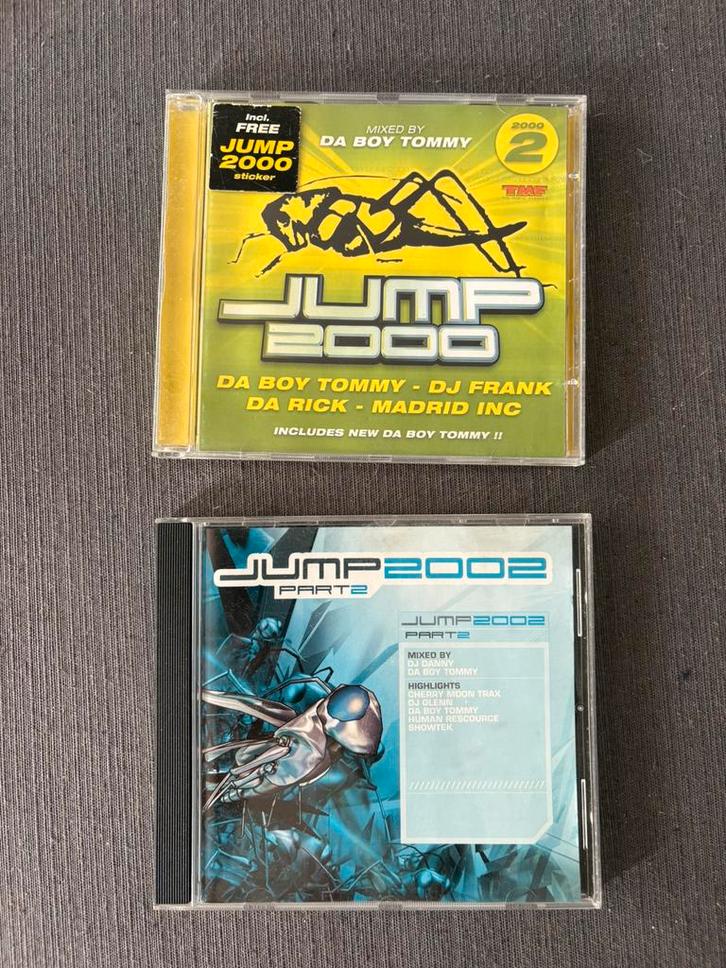 Incl.
FREE
JUMP
2000
sticker
MIXED BY
DA BOY TOMMY
2000
2
TMF
JUMP
2000
DA BOY TOMMY - DJ FRANK
DA RICK - MADRID INC
INCLUDES NEW DA BOY TOMMY !!
JUMP2002
PART2
JUMP2002
PART2
MIXED BY
DJ DANNY
DA BOY TOMMY
HIGHLIGHTS
CHERRY MOON TRAX
DJ GLENN
DA BOY TOMMY
HUMAN RESCOURCE
SHOWTEK